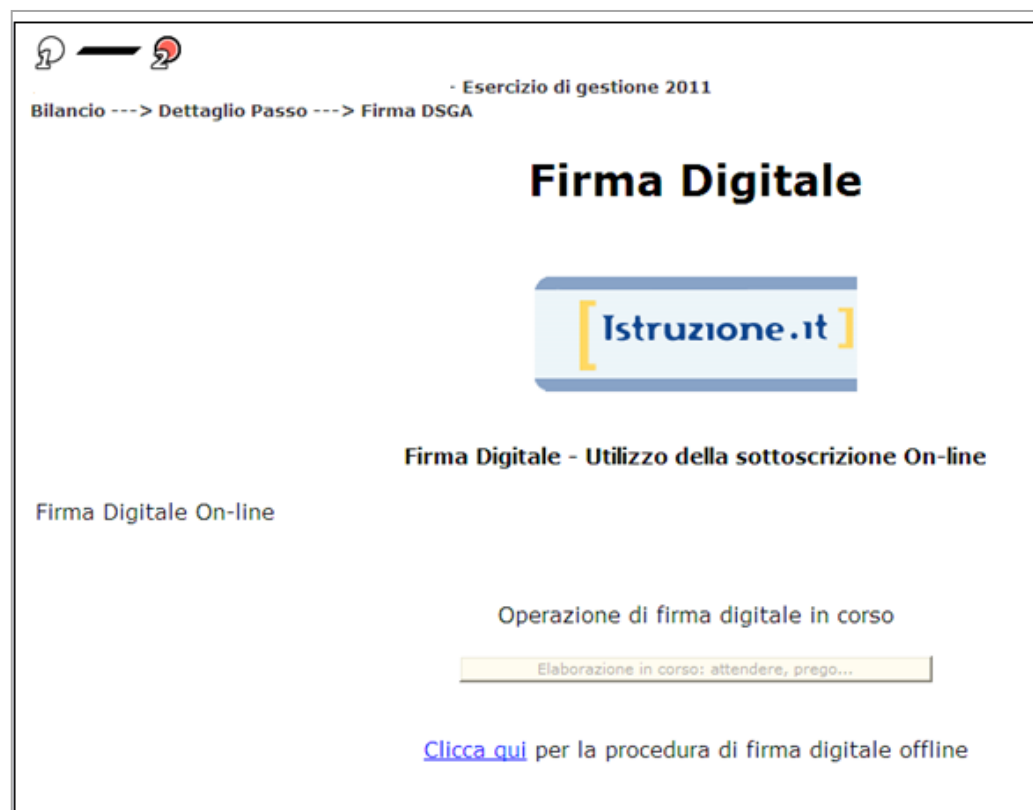 1 2
- Esercizio di gestione 2011
Bilancio ---> Dettaglio Passo ---> Firma DSGA
Firma Digitale
[Istruzione.it]
Firma Digitale - Utilizzo della sottoscrizione On-line
Firma Digitale On-line
Operazione di firma digitale in corso
Elaborazione in corso: attendere, prego...
Clicca qui per la procedura di firma digitale offline